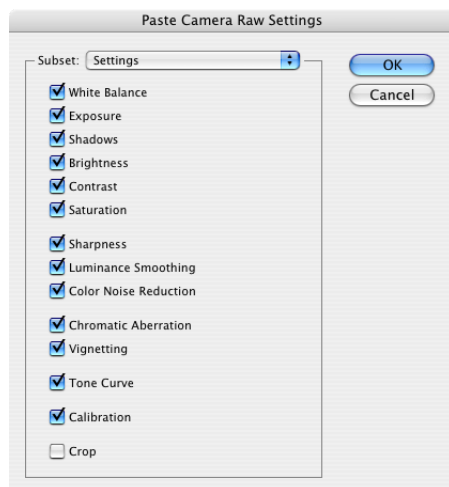 Paste Camera Raw Settings
Subset: Settings
OK
Cancel
White Balance
Exposure
Shadows
Brightness
Contrast
Saturation
Sharpness
Luminance Smoothing
Color Noise Reduction
Chromatic Aberration
Vignetting
Tone Curve
Calibration
Crop